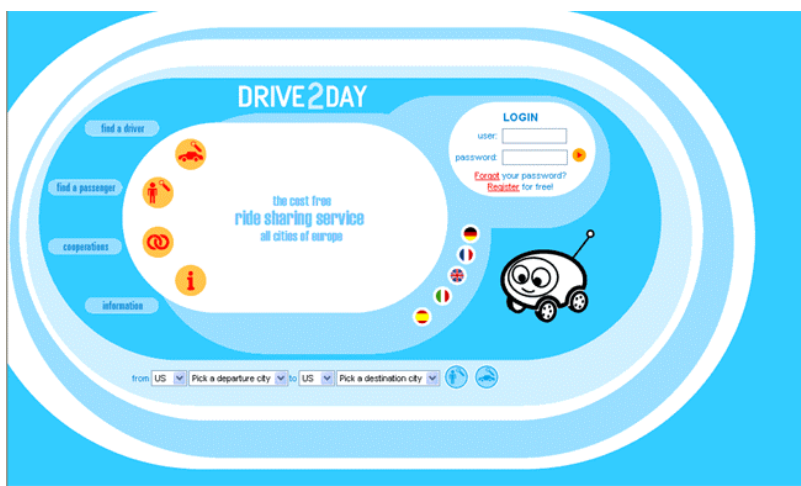 DRIVE2DAY
find a driver
find a passenger
cooperations
information
the cost free
ride sharing service
all cities of europe
LOGIN
user:
password:
Forgot your password?
Register for free!
from US Pick a departure city to US Pick a destination city